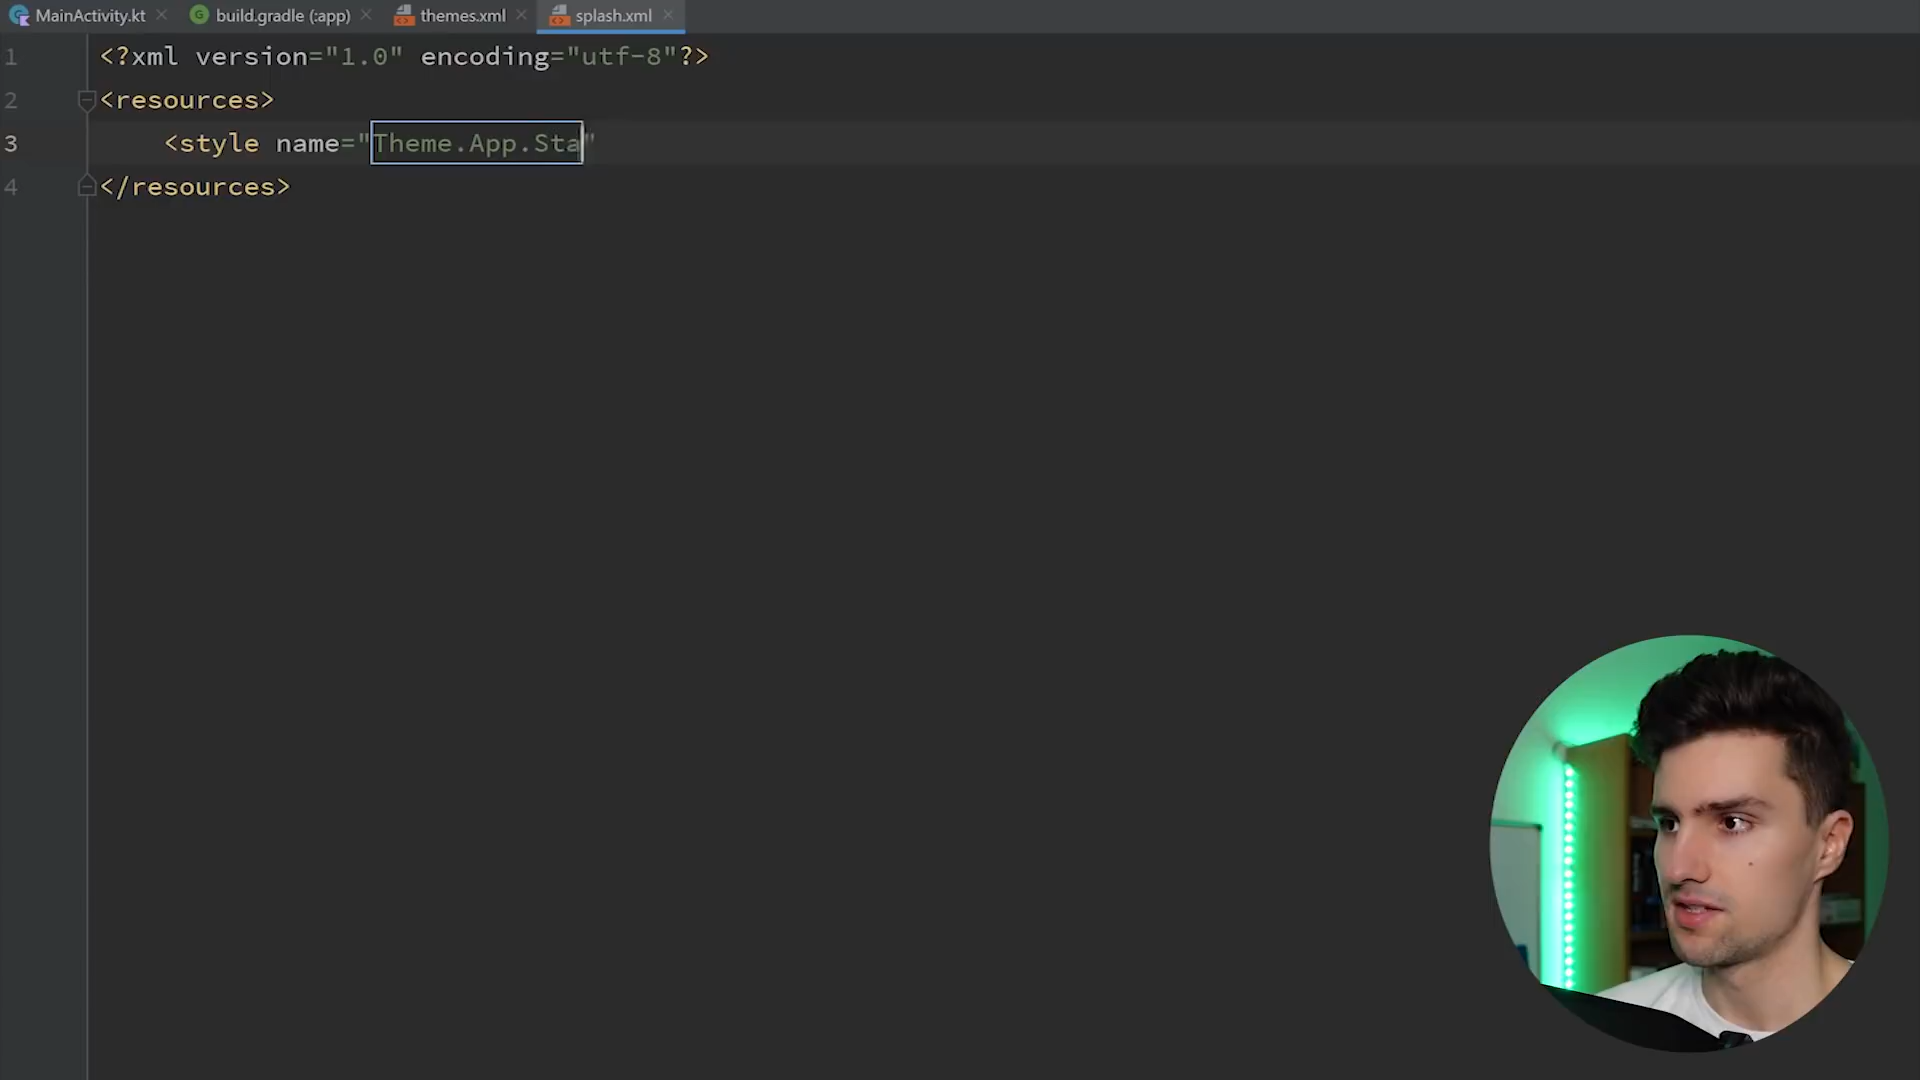 MainActivity.kt build.gradle (:app) themes.xml splash.xml
1 <?xml version="1.0" encoding="utf-8"?>
2 <resources>
3 <style name="Theme.App.Sta"
4 </resources>